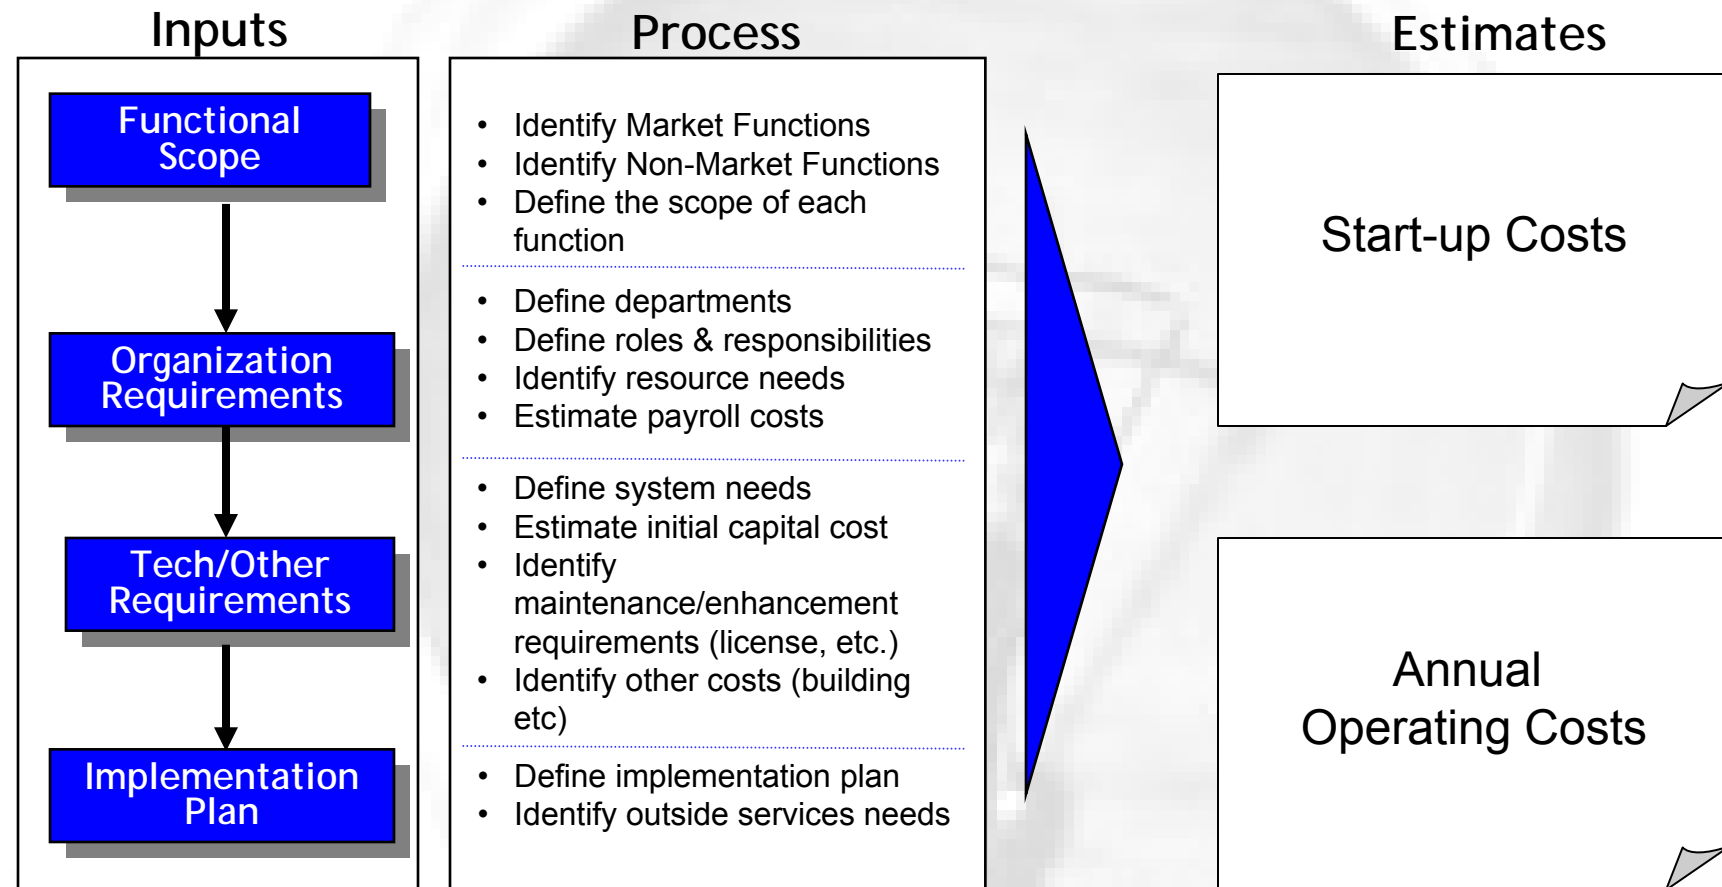 Inputs
Process
Estimates
Functional
Scope
Organization
Requirements
Tech/Other
Requirements
Implementation
Plan
• Identify Market Functions
• Identify Non-Market Functions
• Define the scope of each
function
• Define departments
• Define roles & responsibilities
• Identify resource needs
• Estimate payroll costs
• Define system needs
• Estimate initial capital cost
• Identify
maintenance/enhancement
requirements (license, etc.)
• Identify other costs (building
etc)
• Define implementation plan
• Identify outside services needs
Start-up Costs
Annual
Operating Costs